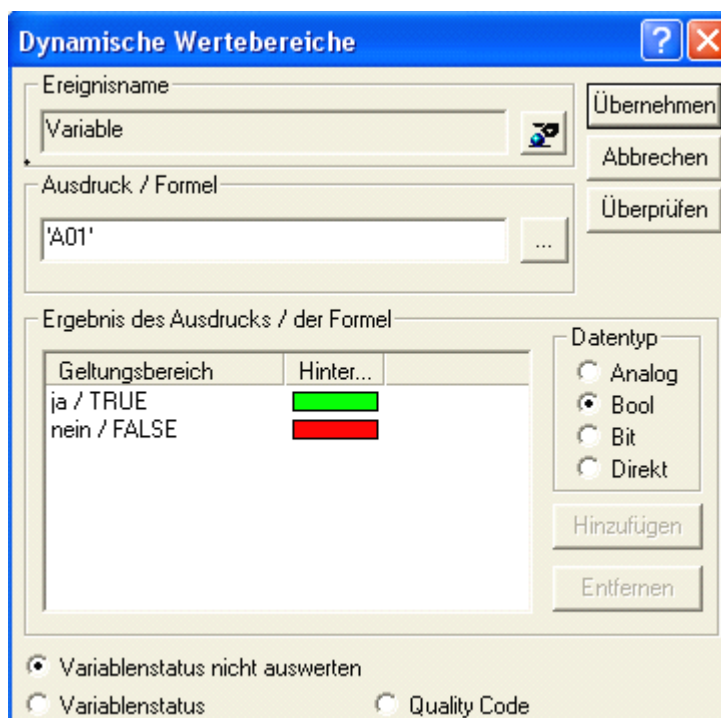 Dynamische Wertebereiche
Ereignisname
Variable
Übernehmen
Abbrechen
Überprüfen
Ausdruck / Formel
'A01'
...
Ergebnis des Ausdrucks / der Formel
Geltungsbereich Hinter...
ja / TRUE
nein / FALSE
Datentyp
Analog
Bool
Bit
Direkt
Hinzufügen
Entfernen
Variablenstatus nicht auswerten
Variablenstatus Quality Code